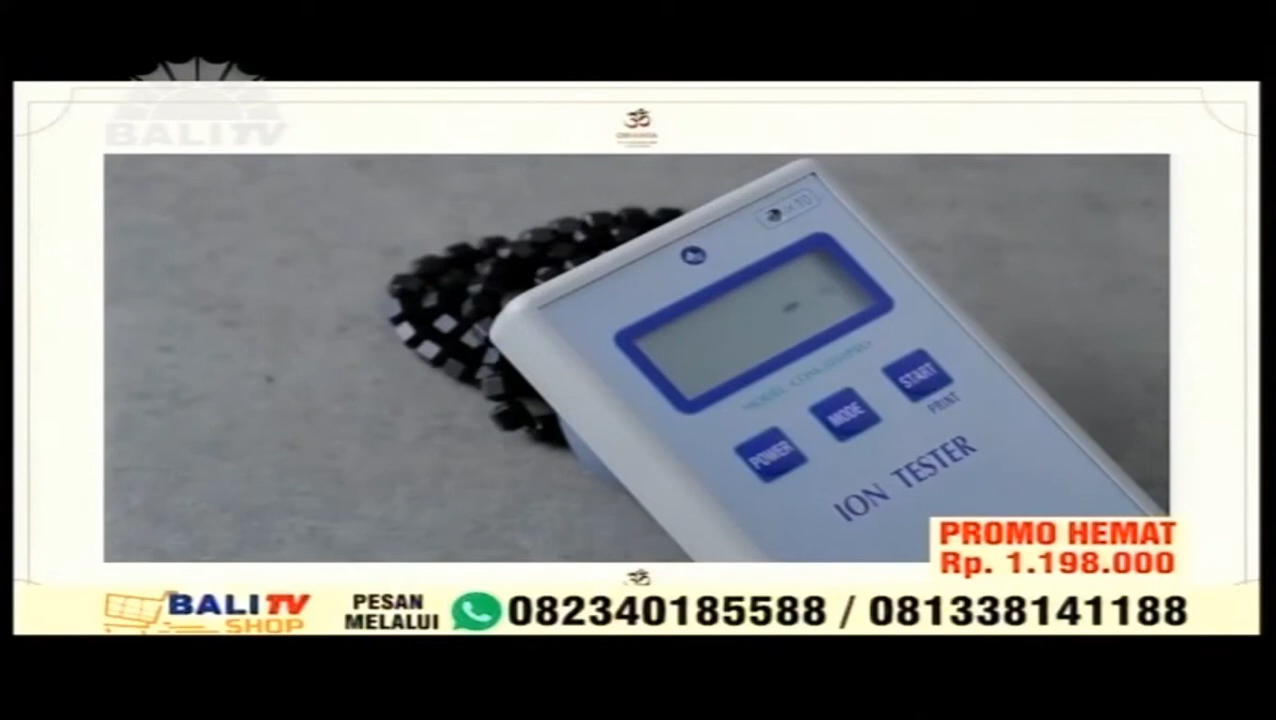 BALI TV
×10
START
MODE
PRINT
POWER
ION TESTER
PROMO HEMAT
Rp. 1.198.000
BALI TV
SHOP
PESAN
MELALUI
082340185588 / 081338141188